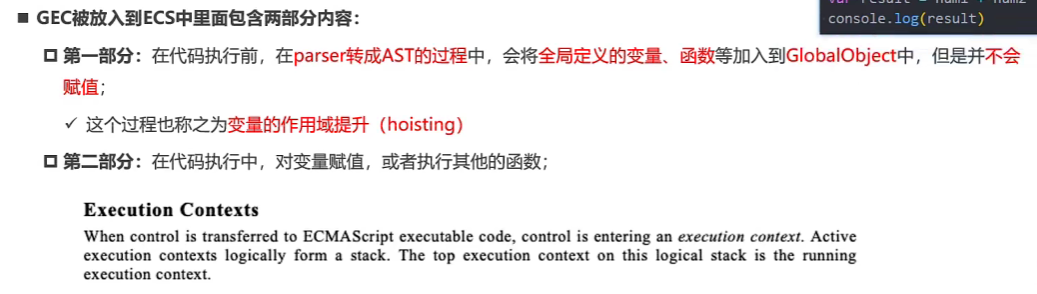 var result = num1 + num2
console.log(result)
GEC被放入到ECS中里面包含两部分内容：
第一部分：在代码执行前，在parser转成AST的过程中，会将全局定义的变量、函数等加入到GlobalObject中，但是并不会
赋值；
✓ 这个过程也称之为变量的作用域提升（hoisting）
第二部分：在代码执行中，对变量赋值，或者执行其他的函数；
Execution Contexts
When control is transferred to ECMAScript executable code, control is entering an execution context. Active
execution contexts logically form a stack. The top execution context on this logical stack is the running
execution context.